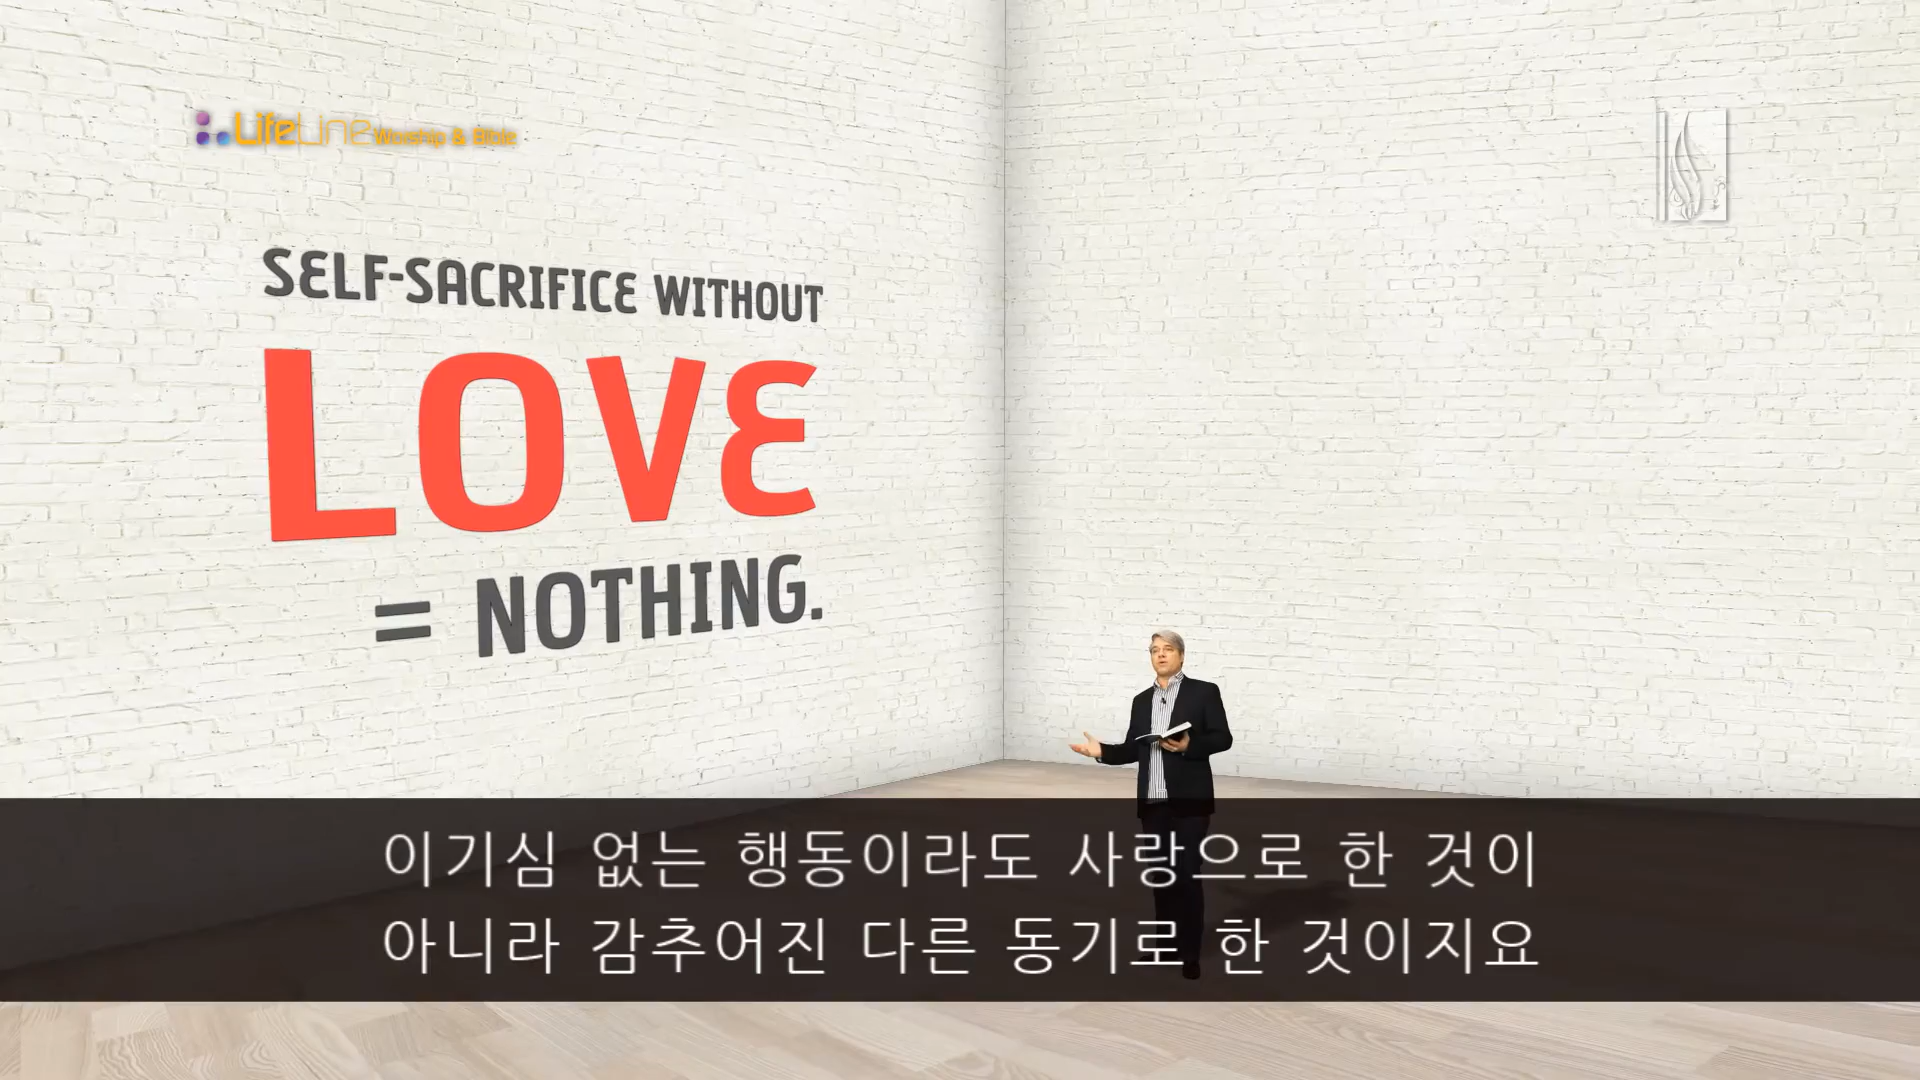 LifeLine Worship & Bible
SELF-SACRIFICE WITHOUT
LOVE
= NOTHING.
이기심 없는 행동이라도 사랑으로 한 것이
아니라 감추어진 다른 동기로 한 것이지요